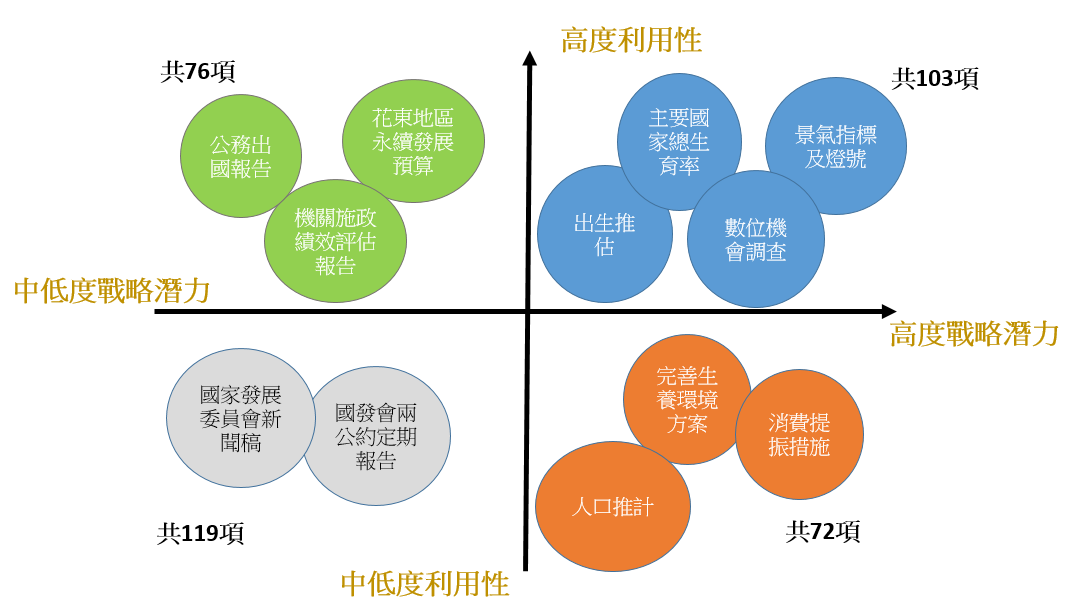 高度利用性
共76項
共103項
公務出
國報告
花東地區
永續發展
預算
機關施政
績效評估
報告
主要國
家總生
育率
景氣指標
及燈號
出生推
估
數位機
會調查
中低度戰略潛力
高度戰略潛力
國家發展
委員會新
聞稿
國發會兩
公約定期
報告
完善生
養環境
方案
消費提
振措施
人口推計
共119項
共72項
中低度利用性